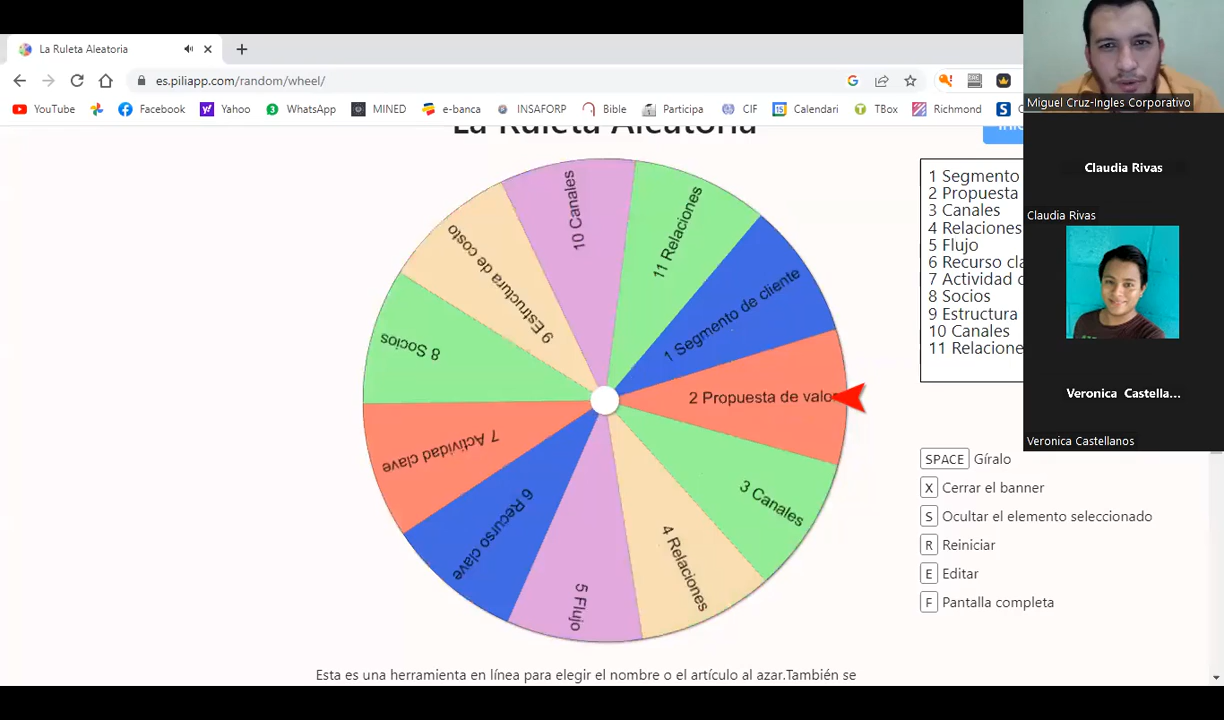 La Ruleta Aleatoria
es.piliapp.com/random/wheel/
YouTube
Facebook
Yahoo
WhatsApp
MINED
e-banca
INSAFORP
Bible
Participa
CIF
Calendari
TBox
Richmond
La Ruleta Aleatoria
10 Canales
11 Relaciones
9 Estructura de costo
1 Segmento de cliente
8 Socios
2 Propuesta de valo
7 Actividad clave
3 Canales
6 Recurso clave
4 Relaciones
5 Flujo
1 Segmento
2 Propuesta
3 Canales
4 Relaciones
5 Flujo
6 Recurso cla
7 Actividad c
8 Socios
9 Estructura
10 Canales
11 Relacione
SPACE Gíralo
X Cerrar el banner
S Ocultar el elemento seleccionado
R Reiniciar
E Editar
F Pantalla completa
Esta es una herramienta en línea para elegir el nombre o el artículo al azar.También se
Miguel Cruz-Ingles Corporativo
Claudia Rivas
Claudia Rivas
Veronica Castella...
Veronica Castellanos